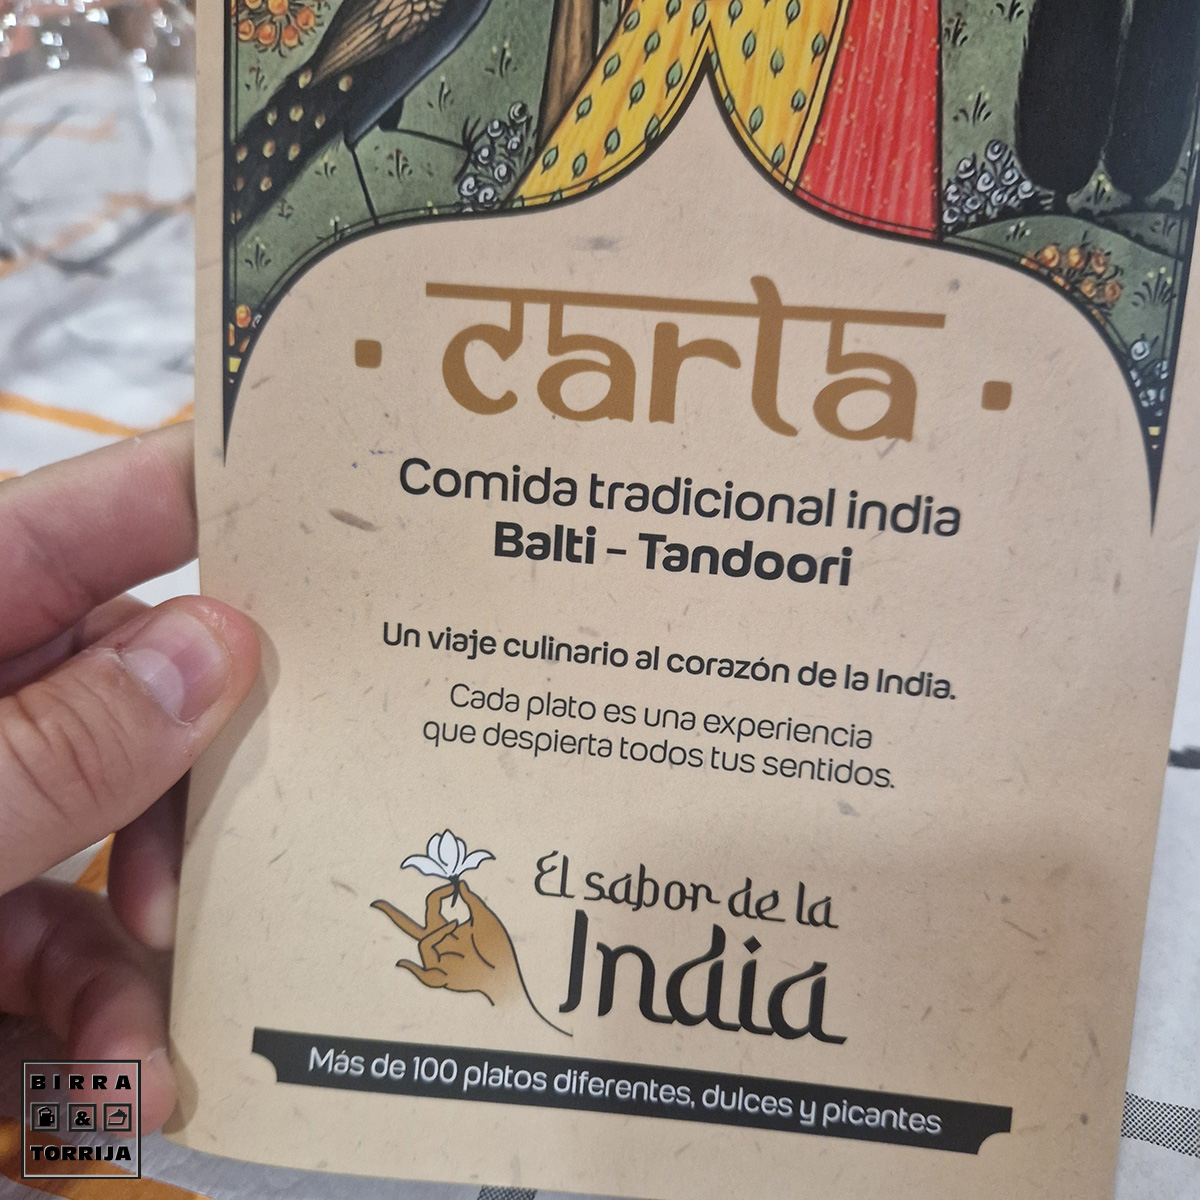 carta
Comida tradicional india
Balti - Tandoori
Un viaje culinario al corazón de la India.
Cada plato es una experiencia
que despierta todos tus sentidos.
El sabor de la
India
Más de 100 platos diferentes, dulces y picantes
BIRRA
&
TORRIJA